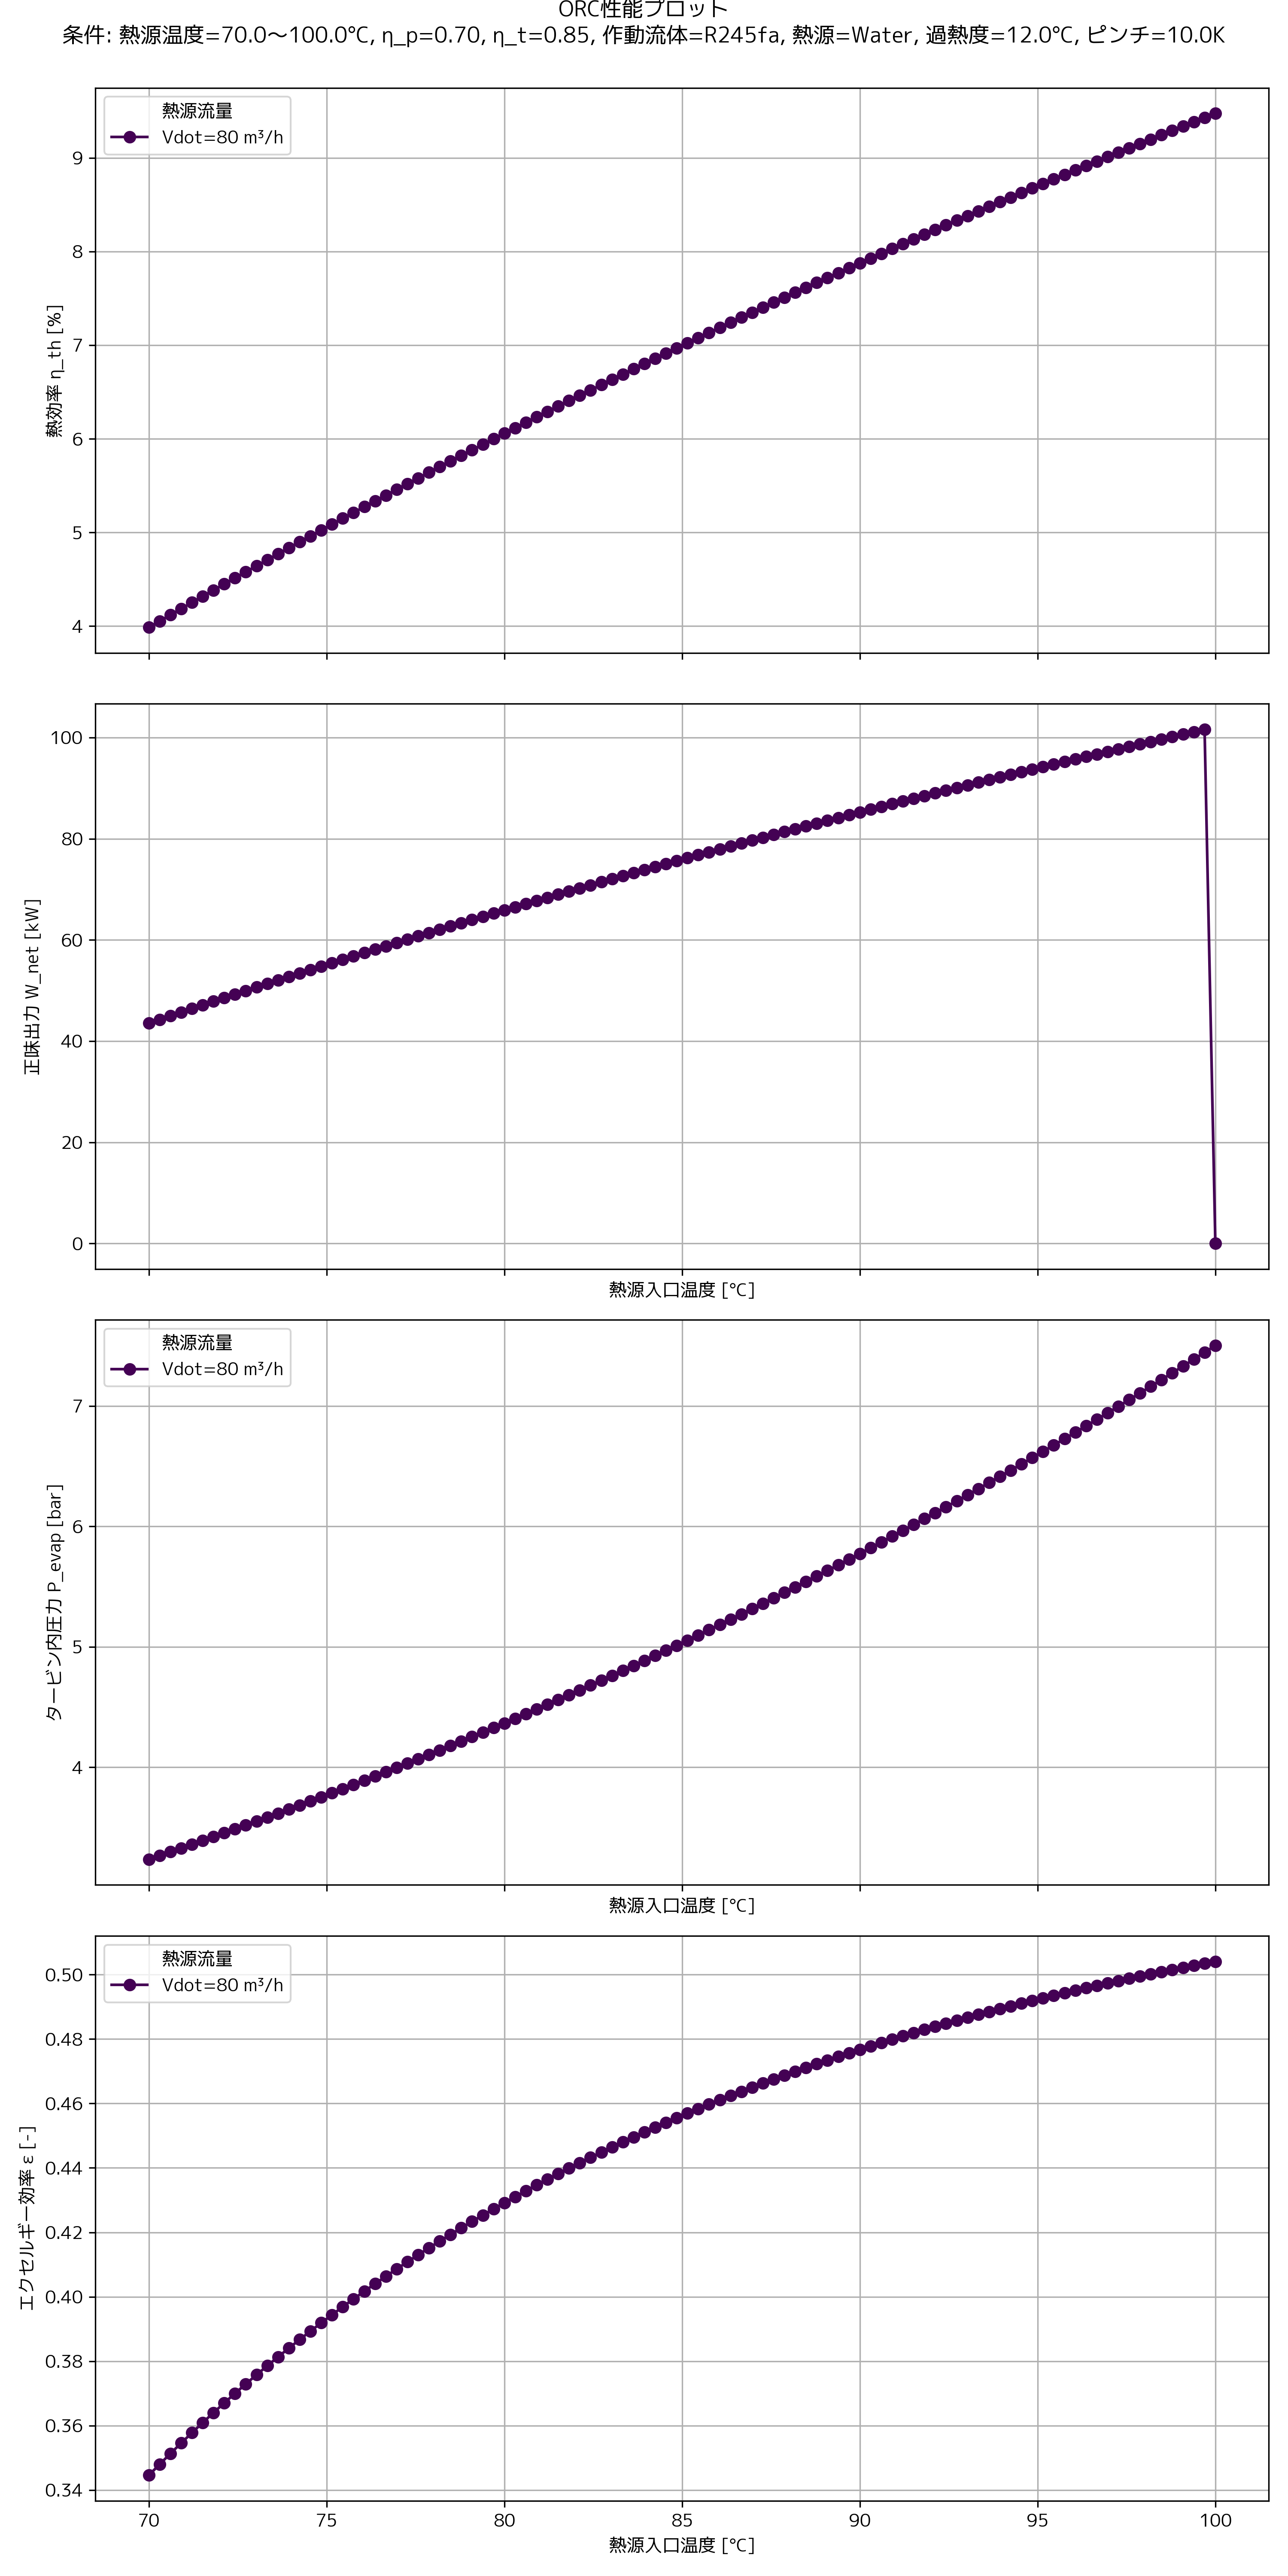 ORC性能プロット
条件: 熱源温度=70.0～100.0℃, η_p=0.70, η_t=0.85, 作動流体=R245fa, 熱源=Water, 過熱度=12.0℃, ピンチ=10.0K
熱源流量
Vdot=80 m³/h
熱効率 η_th [%]
9
8
7
6
5
4
正味出力 W_net [kW]
100
80
60
40
20
0
熱源入口温度 [℃]
熱源流量
Vdot=80 m³/h
タービン内圧力 P_evap [bar]
7
6
5
4
熱源入口温度 [℃]
熱源流量
Vdot=80 m³/h
エクセルギー効率 ε [-]
0.50
0.48
0.46
0.44
0.42
0.40
0.38
0.36
0.34
70 75 80 85 90 95 100
熱源入口温度 [℃]